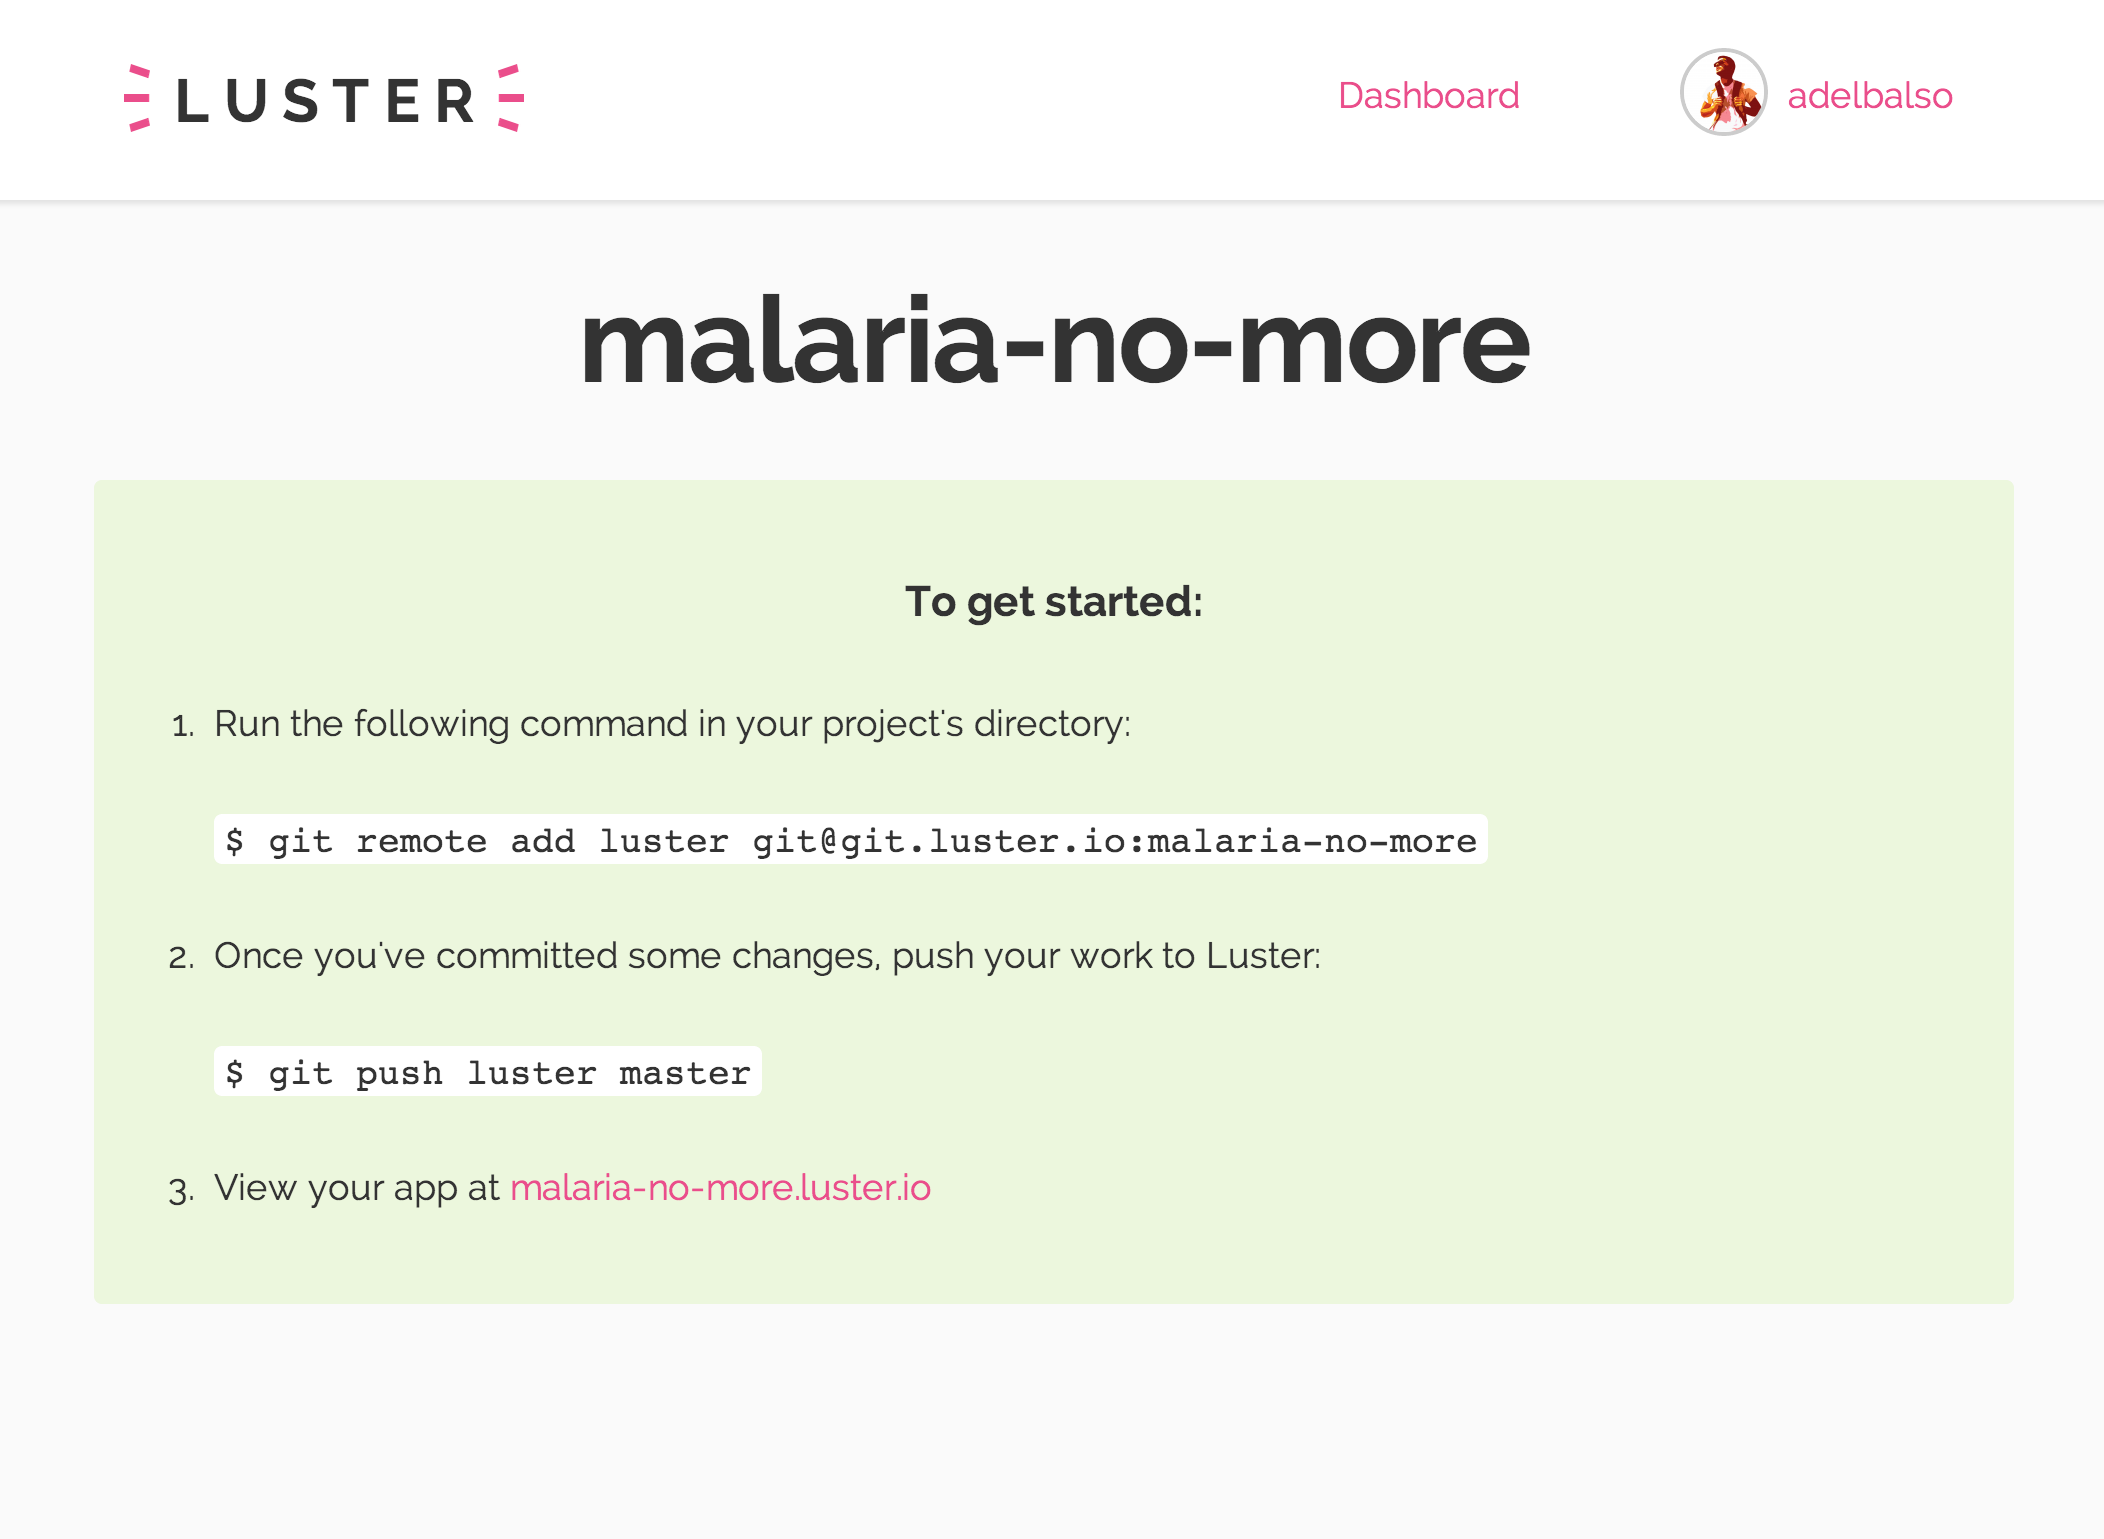 LUSTER
Dashboard
adelbalso
malaria-no-more
To get started:
1. Run the following command in your project's directory:
$ git remote add luster git@git.luster.io:malaria-no-more
2. Once you've committed some changes, push your work to Luster:
$ git push luster master
3. View your app at malaria-no-more.luster.io